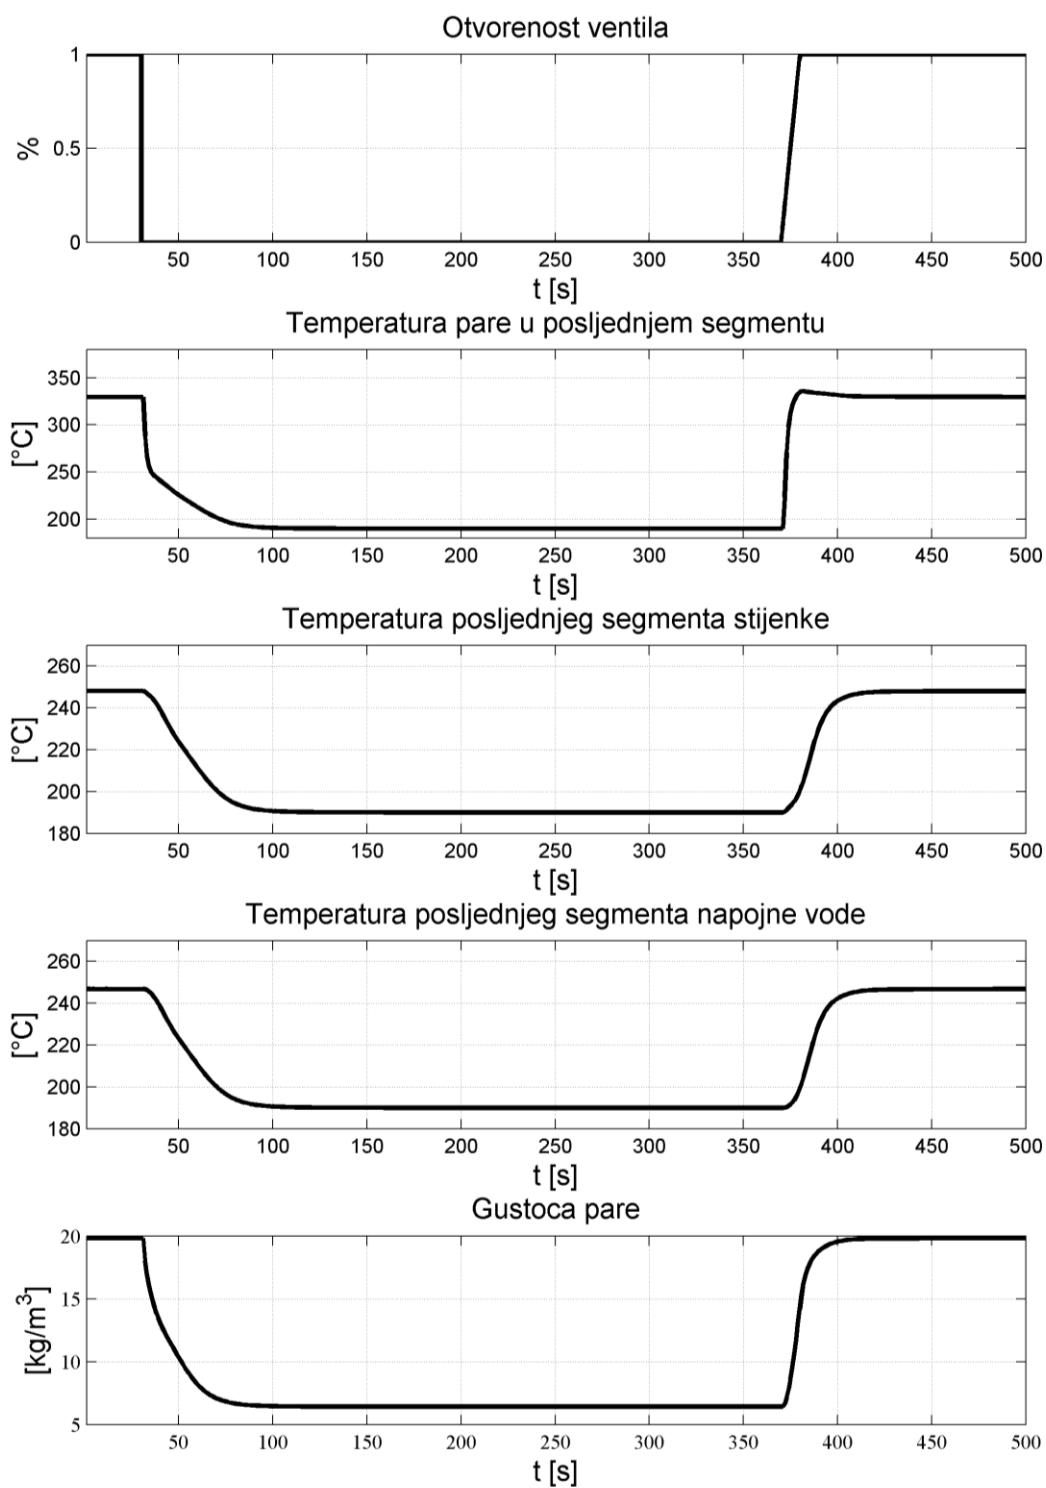 Otvorenost ventila
1
0.5
0
%
50 100 150 200 250 300 350 400 450 500
t [s]
Temperatura pare u posljednjem segmentu
350
300
250
200
[°C]
50 100 150 200 250 300 350 400 450 500
t [s]
Temperatura posljednjeg segmenta stijenke
260
240
220
200
180
[°C]
50 100 150 200 250 300 350 400 450 500
t [s]
Temperatura posljednjeg segmenta napojne vode
260
240
220
200
180
[°C]
50 100 150 200 250 300 350 400 450 500
t [s]
Gustoca pare
20
15
10
5
[kg/m³]
50 100 150 200 250 300 350 400 450 500
t [s]